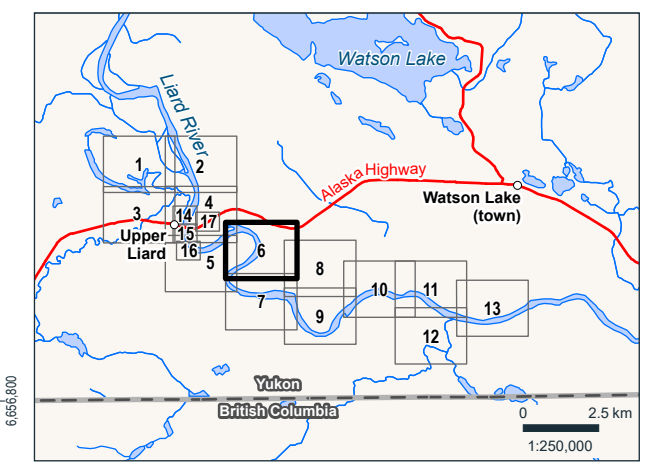 Watson Lake
Liard River
1
2
Alaska Highway
Watson Lake
(town)
3
4
14
17
Upper
Liard
15
16
5
6
8
7
9
10
11
13
12
6,656,800
Yukon
British Columbia
0 2.5 km
1:250,000